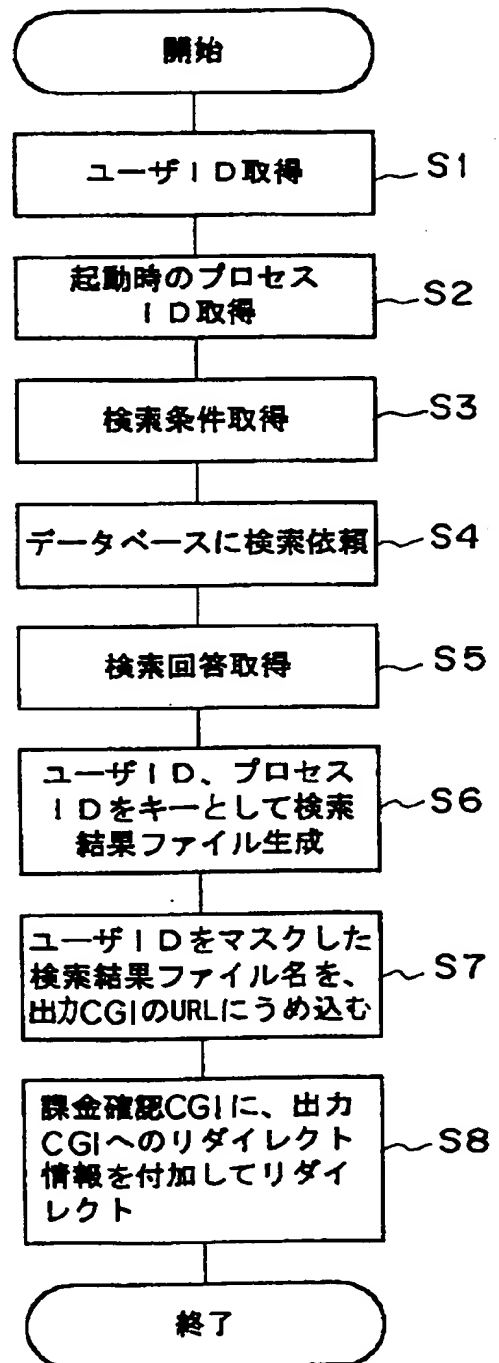 開始
ユーザID取得
S1
起動時のプロセス
ID取得
S2
検索条件取得
S3
データベースに検索依頼
S4
検索回答取得
S5
ユーザID、プロセス
IDをキーとして検索
結果ファイル生成
S6
ユーザIDをマスクした
検索結果ファイル名を、
出力CGIのURLにうめ込む
S7
課金確認CGIに、出力
CGIへのリダイレクト
情報を付加してリダイ
レクト
S8
終了